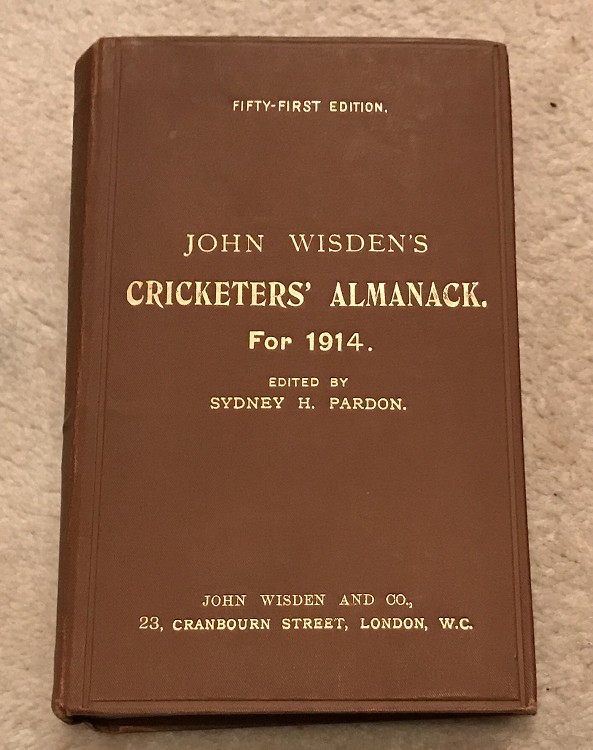 FIFTY-FIRST EDITION.
JOHN WISDEN'S
CRICKETERS' ALMANACK.
For 1914.
EDITED BY
SYDNEY H. PARDON.
JOHN WISDEN AND CO.,
23, CRANBOURN STREET, LONDON, W.C.